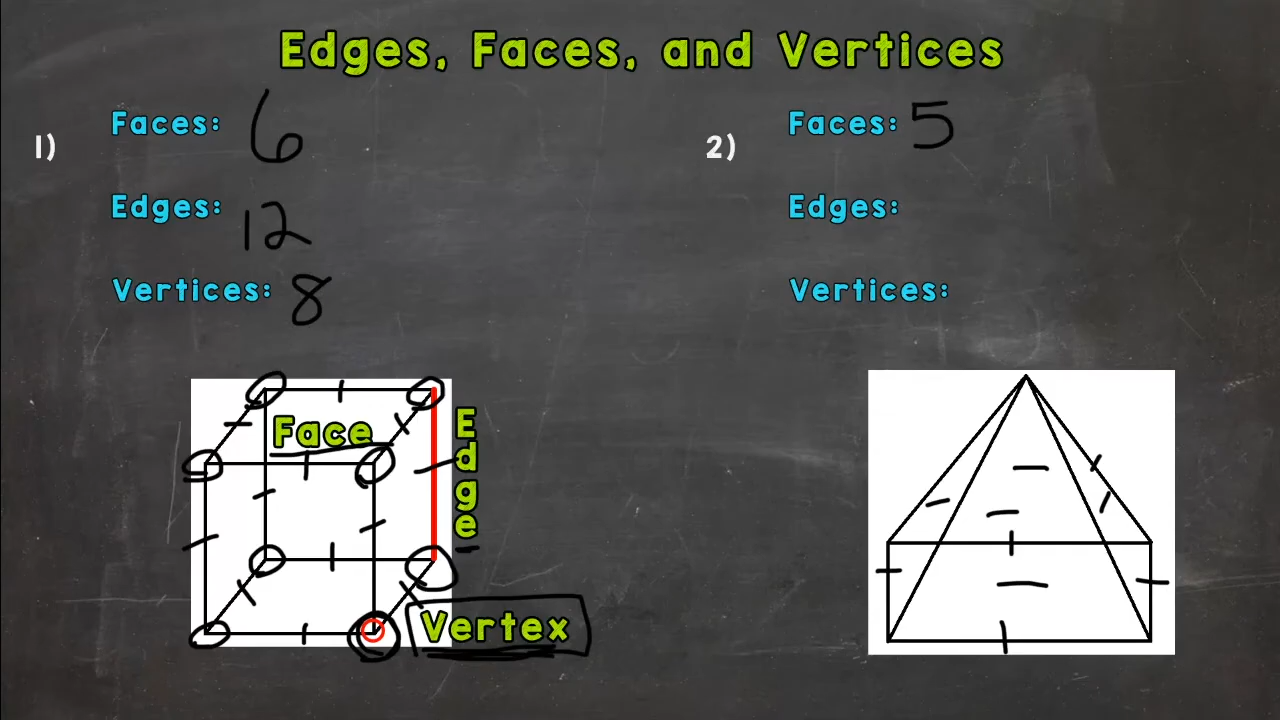 Edges, Faces, and Vertices
1)
Faces: 6
Edges: 12
Vertices: 8
Face
Edge
Vertex
2)
Faces: 5
Edges:
Vertices: